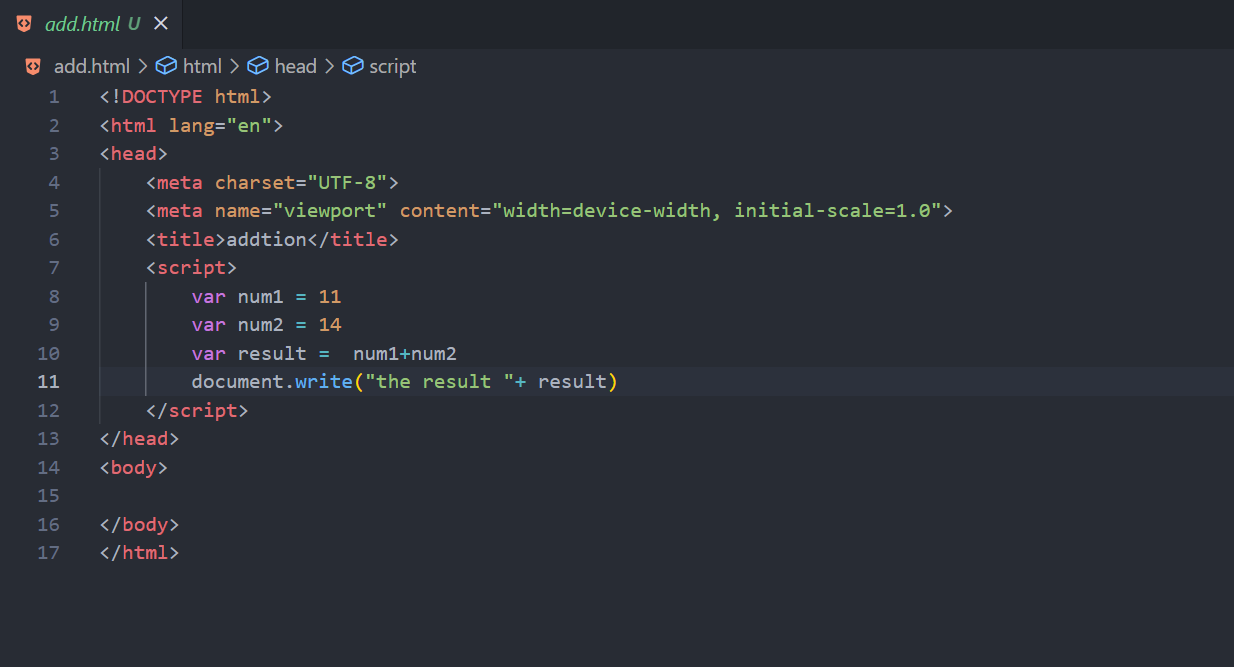 add.html U
add.html > html > head > script
1 <!DOCTYPE html>
2 <html lang="en">
3 <head>
4     <meta charset="UTF-8">
5     <meta name="viewport" content="width=device-width, initial-scale=1.0">
6     <title>addtion</title>
7     <script>
8         var num1 = 11
9         var num2 = 14
10         var result =  num1+num2
11         document.write("the result "+ result)
12     </script>
13 </head>
14 <body>
15
16 </body>
17 </html>